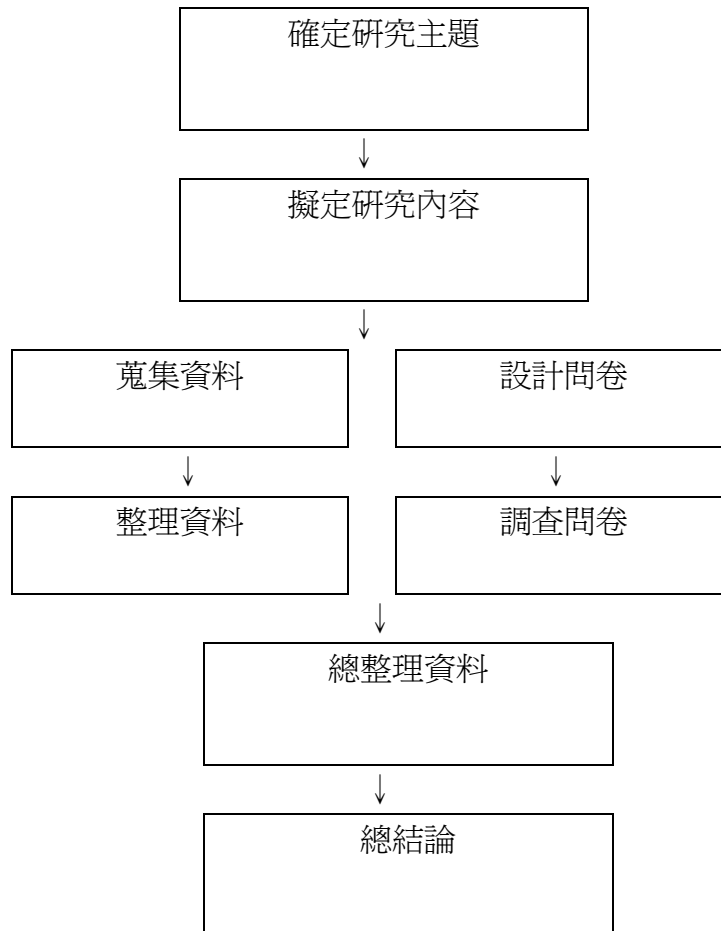 確定研究主題
↓
擬定研究內容
↓
蒐集資料
設計問卷
↓
↓
整理資料
調查問卷
↓
總整理資料
↓
總結論